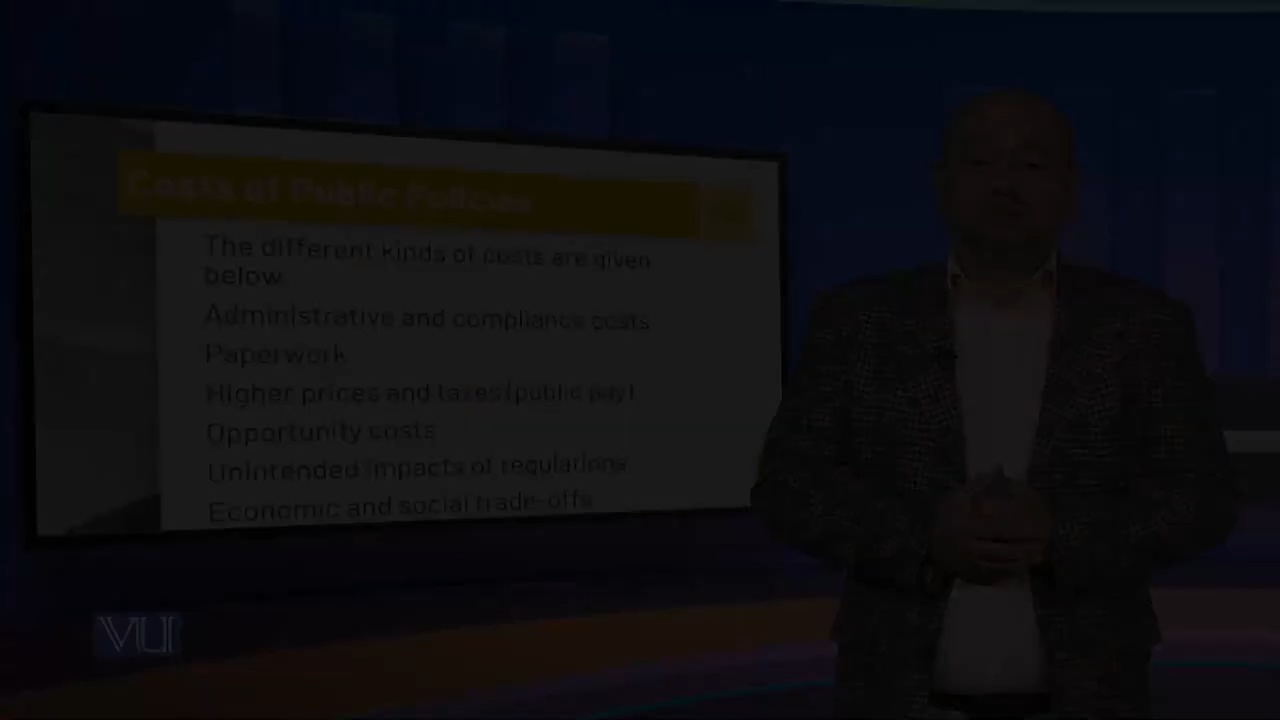 Costs of Public Policies
The different kinds of costs are given
below
Administrative and compliance costs
Paperwork
Higher prices and taxes (public pay)
Opportunity costs
Unintended impacts of regulations
Economic and social trade-offs
VU